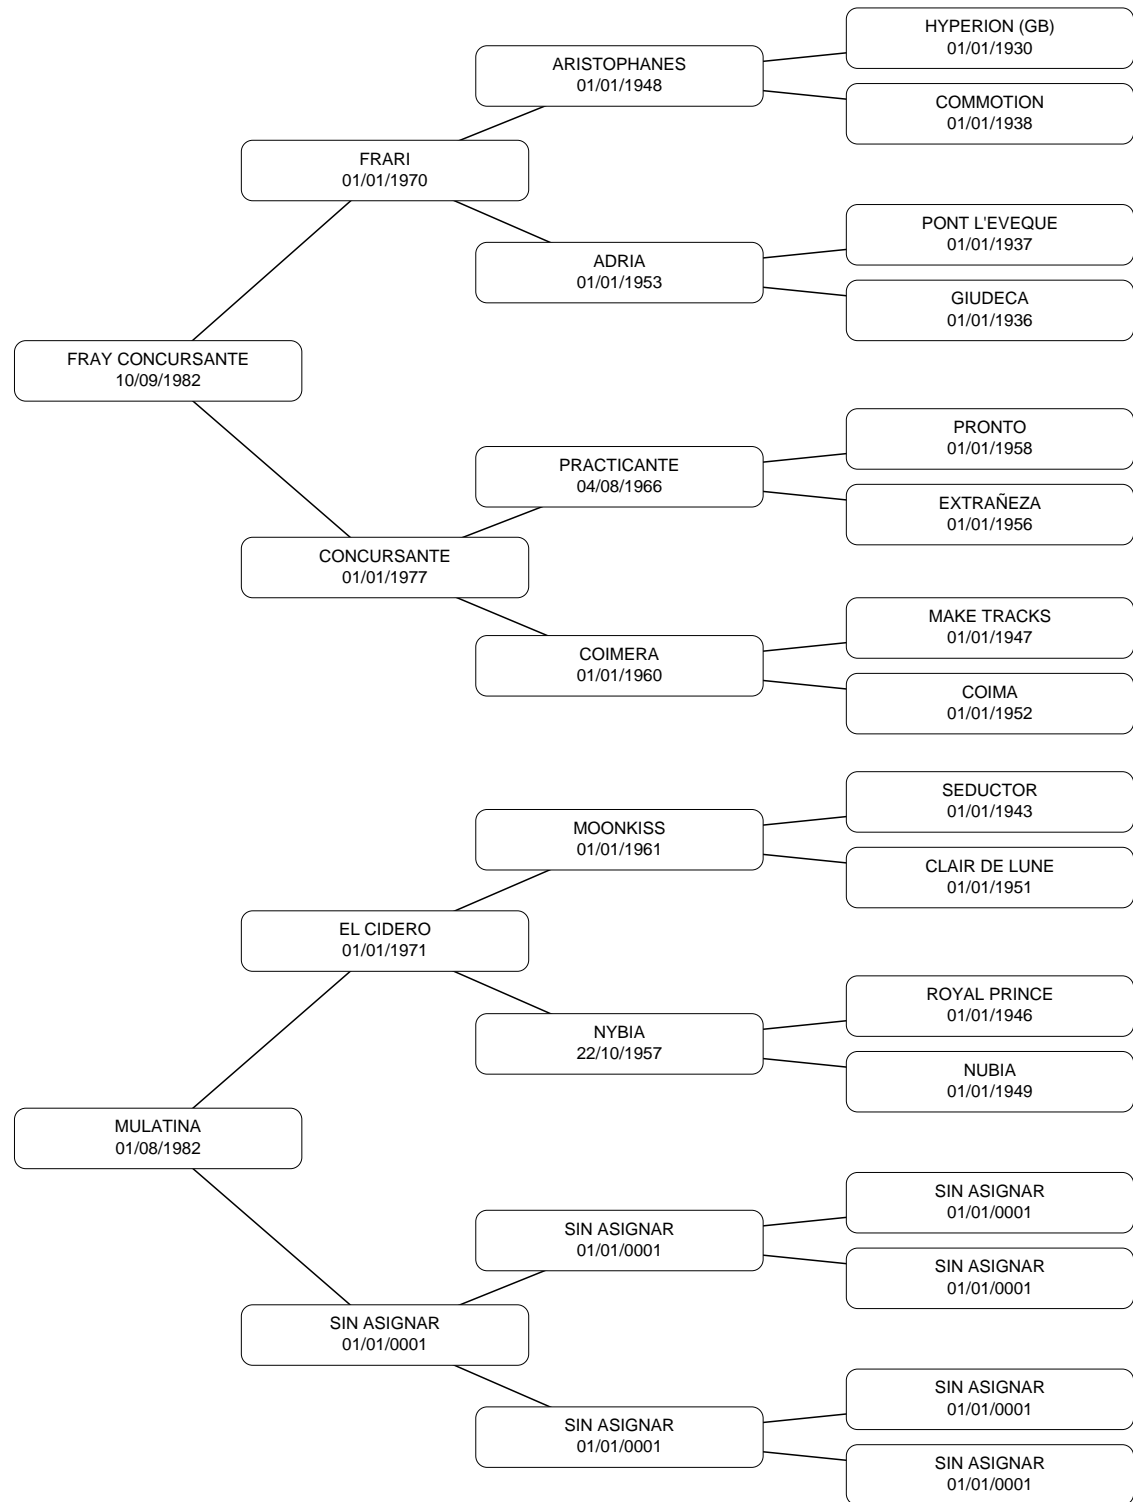 HYPERION (GB)
01/01/1930
ARISTOPHANES
01/01/1948
COMMOTION
01/01/1938
FRARI
01/01/1970
PONT L'EVEQUE
01/01/1937
ADRIA
01/01/1953
GIUDECA
01/01/1936
FRAY CONCURSANTE
10/09/1982
PRONTO
01/01/1958
PRACTICANTE
04/08/1966
EXTRAÑEZA
01/01/1956
CONCURSANTE
01/01/1977
MAKE TRACKS
01/01/1947
COIMERA
01/01/1960
COIMA
01/01/1952
SEDUCTOR
01/01/1943
MOONKISS
01/01/1961
CLAIR DE LUNE
01/01/1951
EL CIDERO
01/01/1971
ROYAL PRINCE
01/01/1946
NYBIA
22/10/1957
NUBIA
01/01/1949
MULATINA
01/08/1982
SIN ASIGNAR
01/01/0001
SIN ASIGNAR
01/01/0001
SIN ASIGNAR
01/01/0001
SIN ASIGNAR
01/01/0001
SIN ASIGNAR
01/01/0001
SIN ASIGNAR
01/01/0001
SIN ASIGNAR
01/01/0001